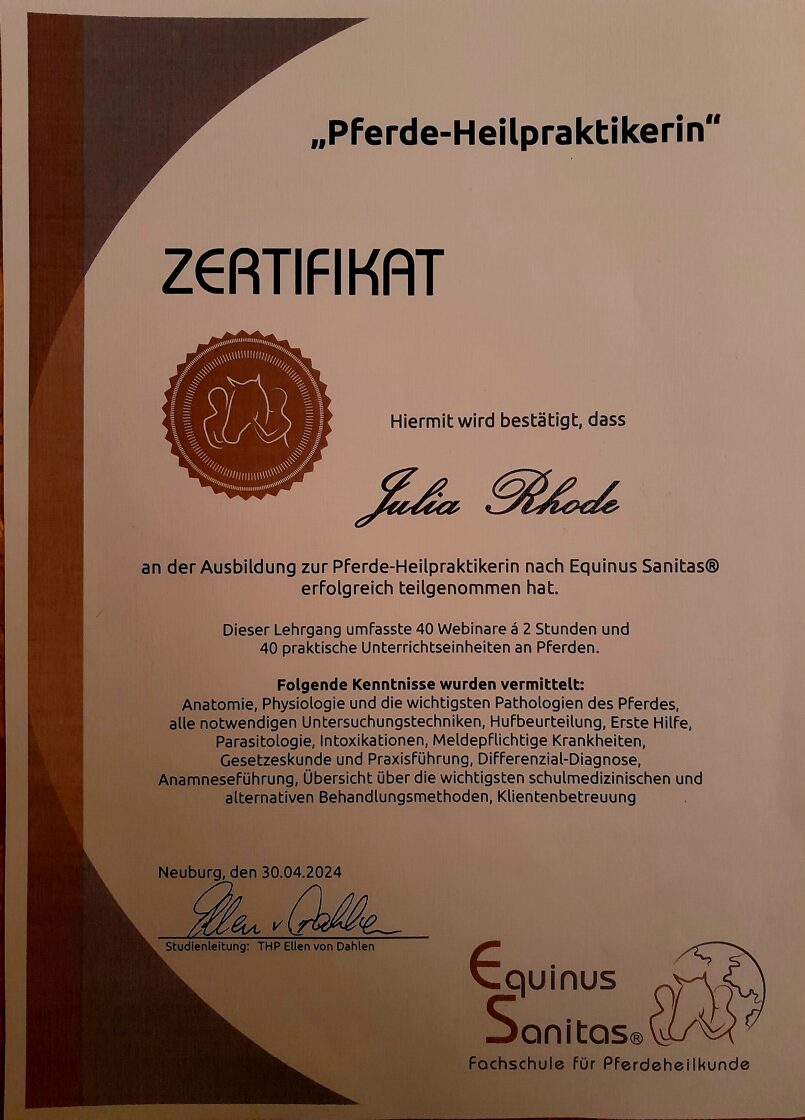 „Pferde-Heilpraktikerin“
ZERTIFIKAT
Hiermit wird bestätigt, dass
Julia Rhode
an der Ausbildung zur Pferde-Heilpraktikerin nach Equinus Sanitas®
erfolgreich teilgenommen hat.
Dieser Lehrgang umfasste 40 Webinare á 2 Stunden und
40 praktische Unterrichtseinheiten an Pferden.
Folgende Kenntnisse wurden vermittelt:
Anatomie, Physiologie und die wichtigsten Pathologien des Pferdes,
alle notwendigen Untersuchungstechniken, Hufbeurteilung, Erste Hilfe,
Parasitologie, Intoxikationen, Meldepflichtige Krankheiten,
Gesetzeskunde und Praxisführung, Differenzial-Diagnose,
Anamneseführung, Übersicht über die wichtigsten schulmedizinischen und
alternativen Behandlungsmethoden, Klientenbetreuung
Neuburg, den 30.04.2024
Ellen v Dahlen
Studienleitung: THP Ellen von Dahlen
Equinus
Sanitas®
Fachschule für Pferdeheilkunde